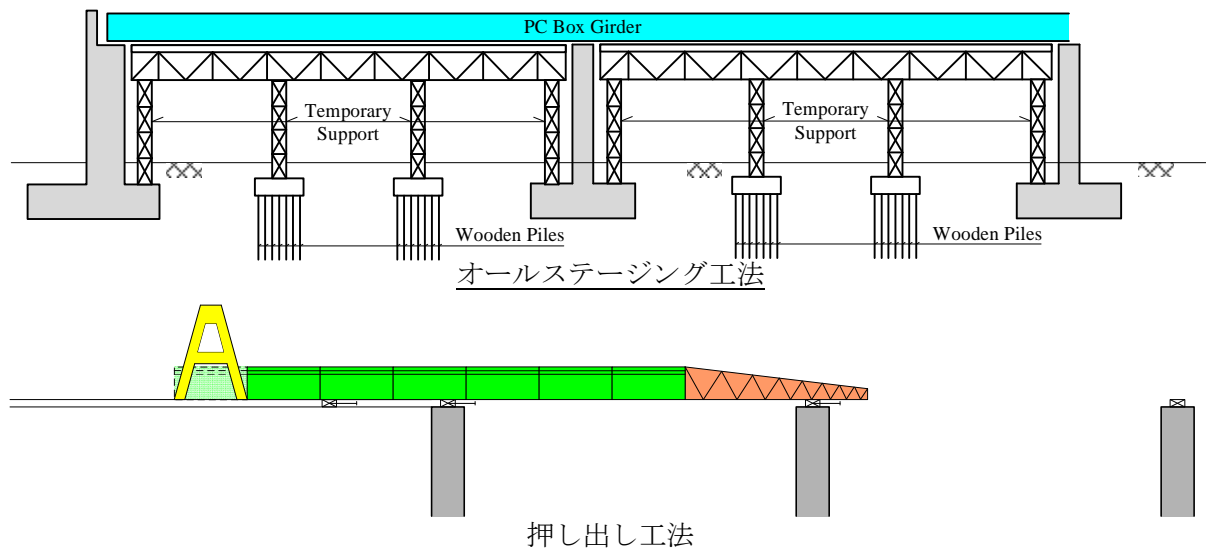 PC Box Girder
Temporary
Support
Temporary
Support
Wooden Piles
Wooden Piles
オールステージング工法
押し出し工法